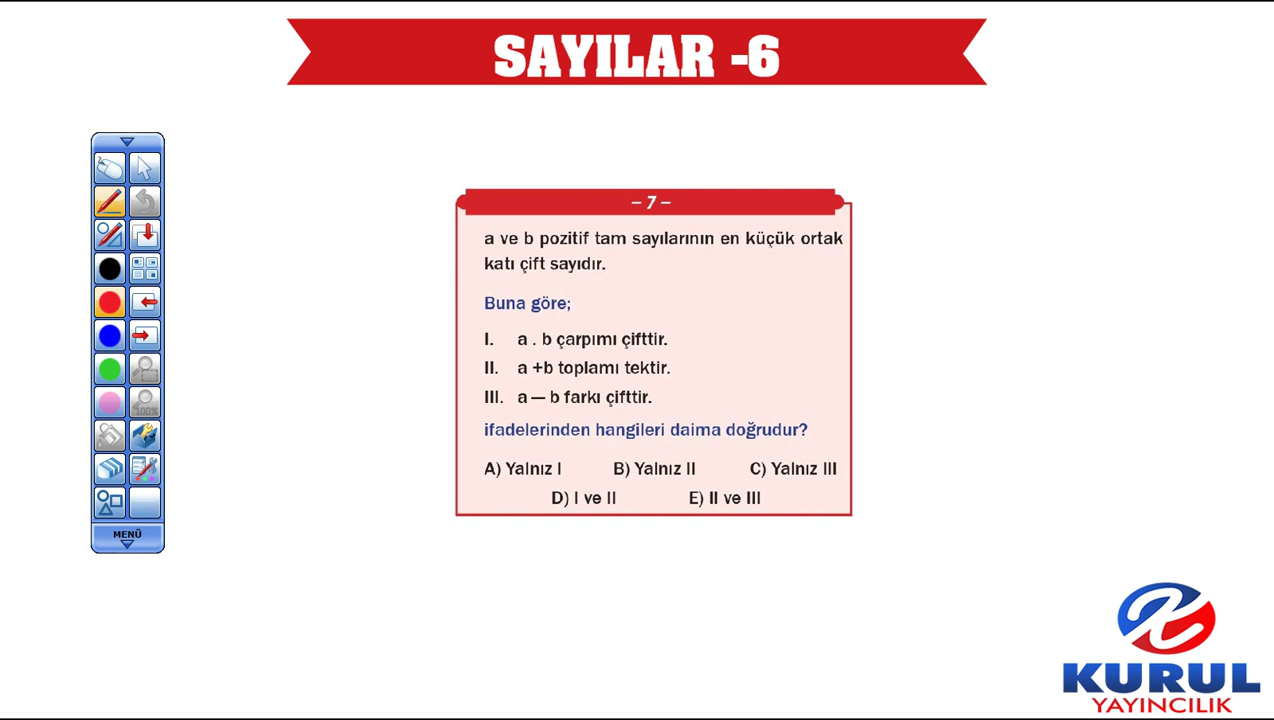 SAYILAR -6
– 7 –
a ve b pozitif tam sayılarının en küçük ortak
katı çift sayıdır.
Buna göre;
I. a . b çarpımı çifttir.
II. a +b toplamı tektir.
III. a — b farkı çifttir.
ifadelerinden hangileri daima doğrudur?
A) Yalnız I B) Yalnız II C) Yalnız III
D) I ve II E) II ve III
100%
MENÜ
KURUL
YAYINCILIK